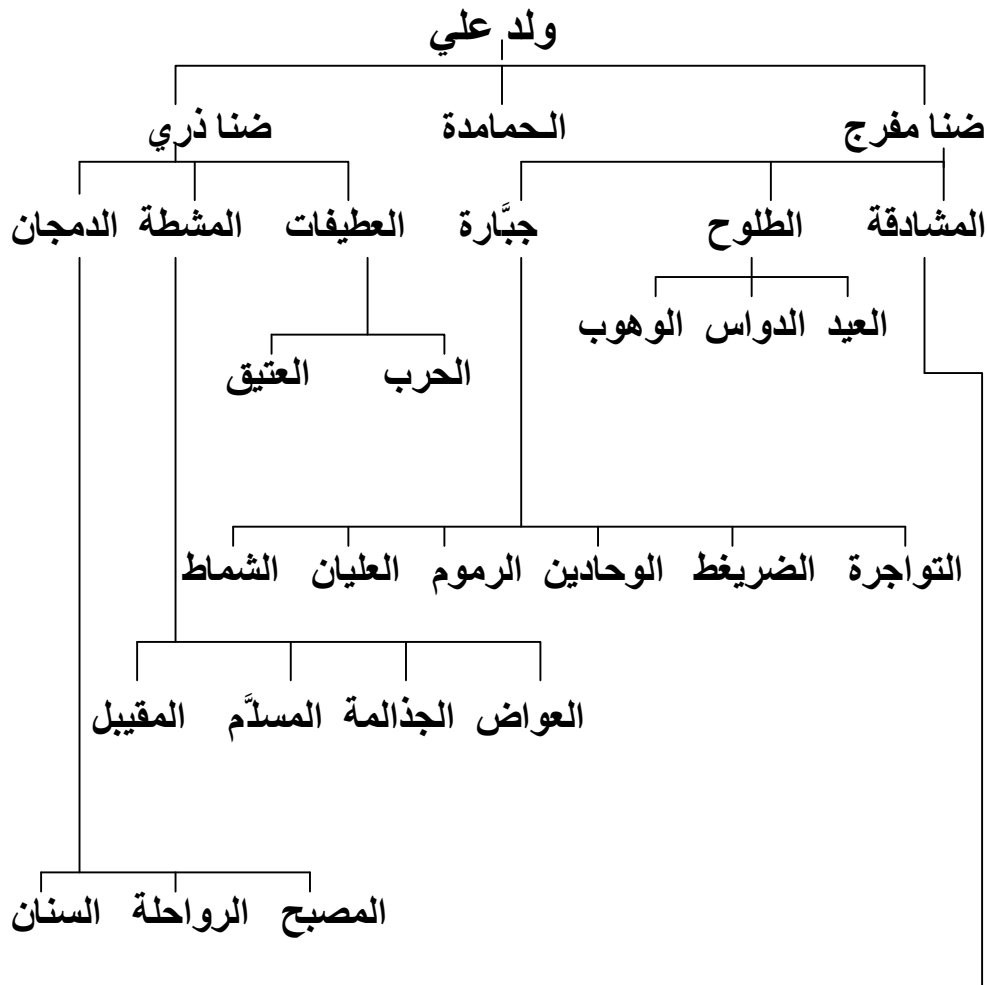 ولد علي
ضنا مفرج الحمامدة ضنا ذري
المشادقة الطلوح جبَّارة العطيفات المشطة الدمجان
العيد الدواس الوهوب
الحرب العتيق
التواجرة الضريغط الوحادين الرموم العليان الشماط
العواض الجذالمة المسلَّم المقيبل
المصبح الرواحلة السنان